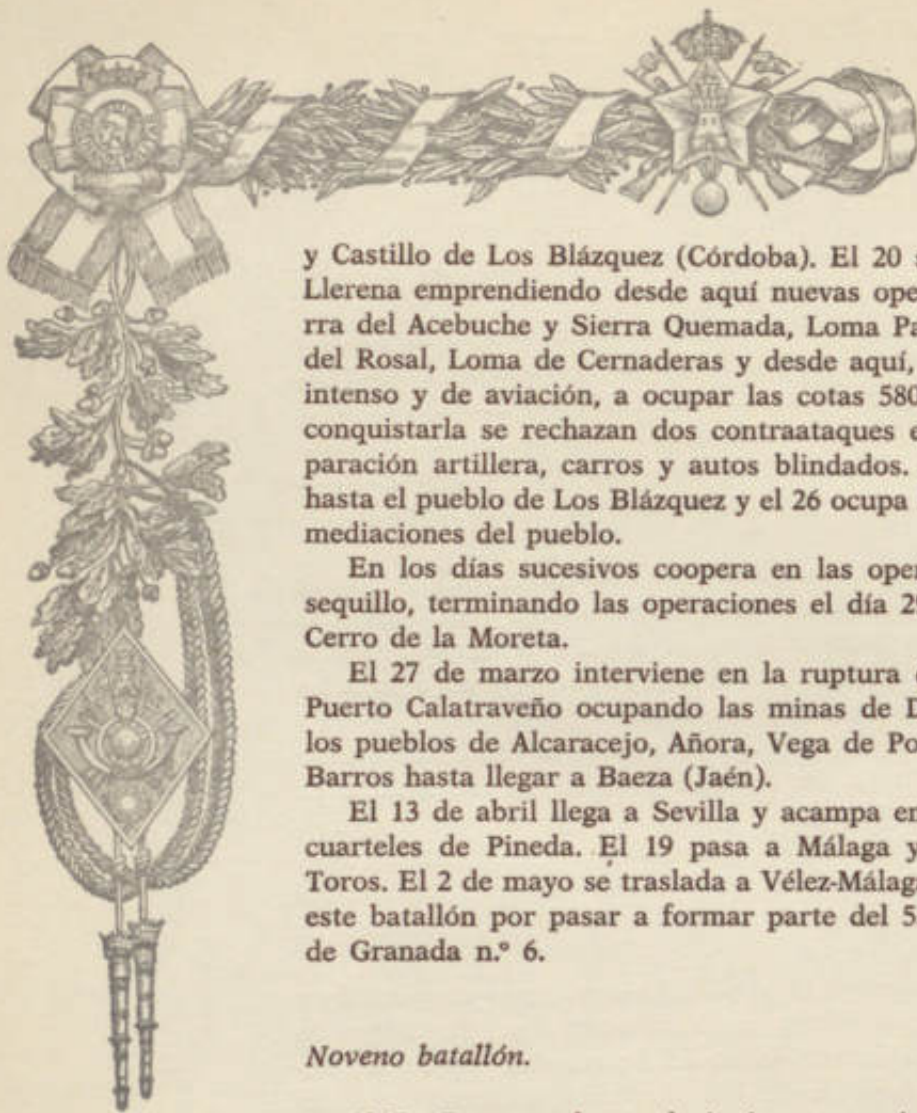 y Castillo de Los Blázquez (Córdoba). El 20
Llerena emprendiendo desde aquí nuevas ope
rra del Acebuche y Sierra Quemada, Loma Pa
del Rosal, Loma de Cernaderas y desde aquí,
intenso y de aviación, a ocupar las cotas 580
conquistarla se rechazan dos contraataques e
paración artillera, carros y autos blindados.
hasta el pueblo de Los Blázquez y el 26 ocupa
mediaciones del pueblo.
En los días sucesivos coopera en las oper
sequillo, terminando las operaciones el día 2
Cerro de la Moreta.
El 27 de marzo interviene en la ruptura
Puerto Calatraveño ocupando las minas de D
los pueblos de Alcaracejo, Añora, Vega de Po
Barros hasta llegar a Baeza (Jaén).
El 13 de abril llega a Sevilla y acampa en
cuarteles de Pineda. El 19 pasa a Málaga y
Toros. El 2 de mayo se traslada a Vélez-Málaga
este batallón por pasar a formar parte del 5
de Granada n.º 6.
Noveno batallón.